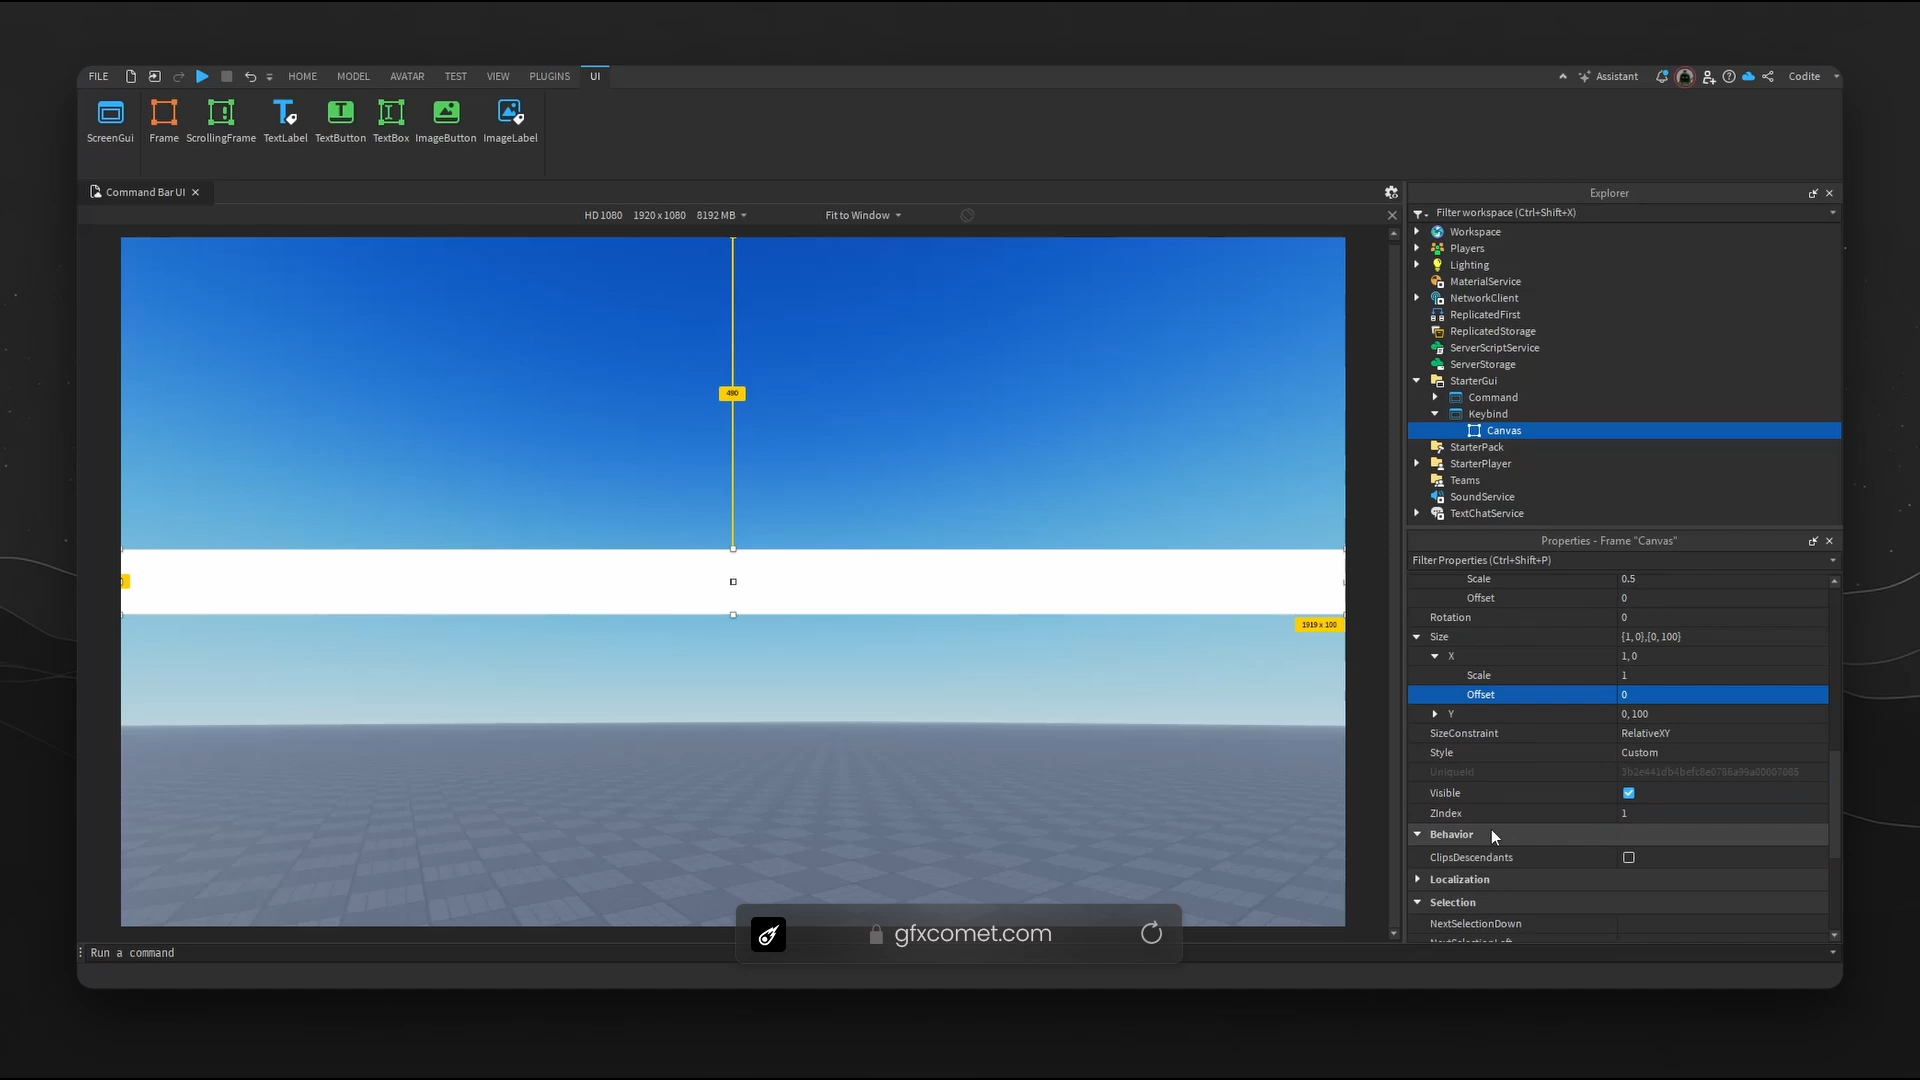 FILE
HOME
MODEL
AVATAR
TEST
VIEW
PLUGINS
UI
Assistant
Codite
ScreenGui
Frame
ScrollingFrame
TextLabel
TextButton
TextBox
ImageButton
ImageLabel
Command Bar UI
HD 1080 1920 x 1080 8192 MB
Fit to Window
490
1919 x 100
Explorer
Filter workspace (Ctrl+Shift+X)
Workspace
Players
Lighting
MaterialService
NetworkClient
ReplicatedFirst
ReplicatedStorage
ServerScriptService
ServerStorage
StarterGui
Command
Keybind
Canvas
StarterPack
StarterPlayer
Teams
SoundService
TextChatService
Properties - Frame "Canvas"
Filter Properties (Ctrl+Shift+P)
Scale 0.5
Offset 0
Rotation 0
Size {1, 0},{0, 100}
X 1, 0
Scale 1
Offset 0
Y 0, 100
SizeConstraint RelativeXY
Style Custom
UniqueId
Visible
ZIndex 1
Behavior
ClipsDescendants
Localization
Selection
NextSelectionDown
NextSelectionLeft
gfxcomet.com
Run a command